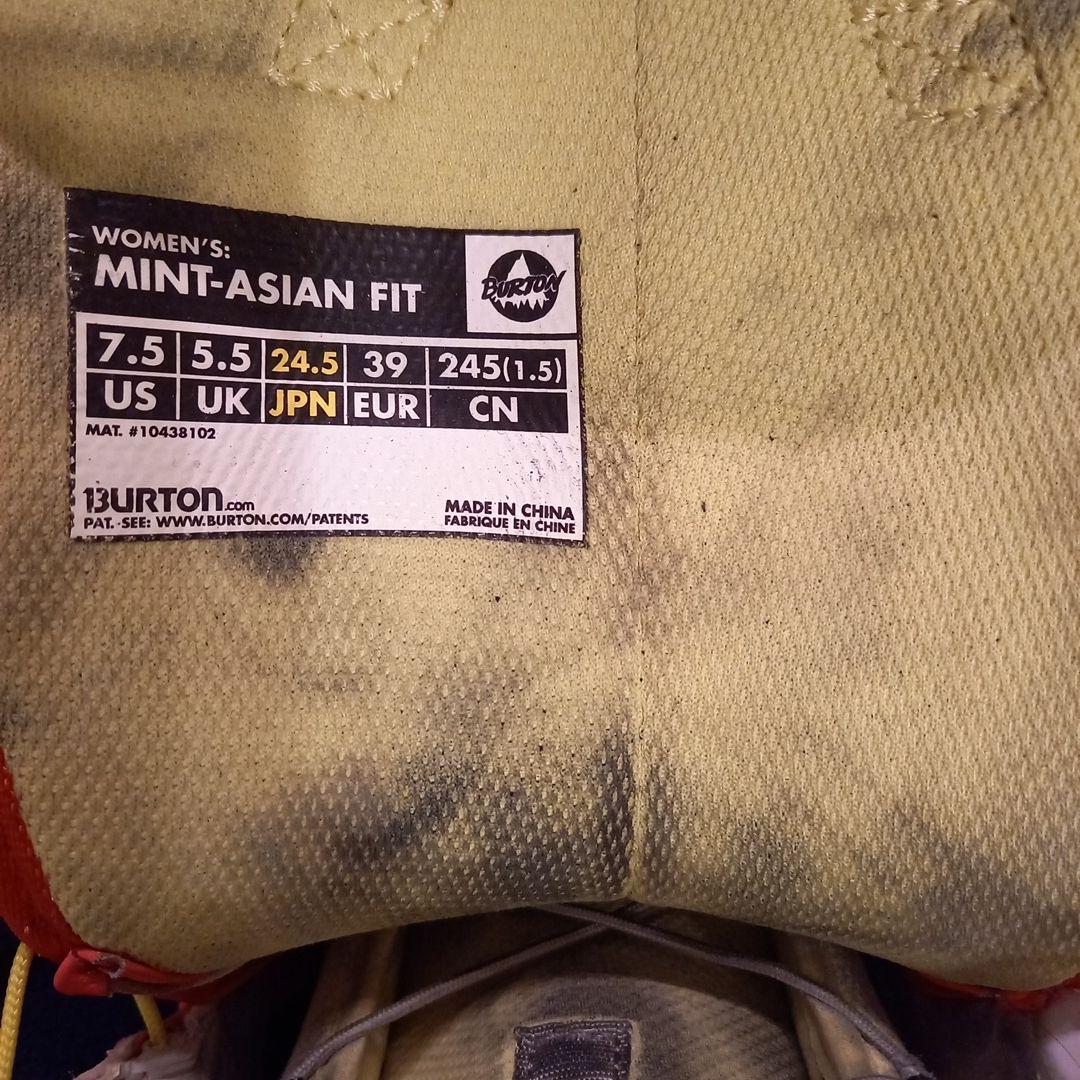 WOMEN'S:
MINT-ASIAN FIT
BURTON
7.5 5.5 24.5 39 245(1.5)
US UK JPN EUR CN
MAT. #10438102
BURTON.com
PAT. SEE: WWW.BURTON.COM/PATENTS
MADE IN CHINA
FABRIQUE EN CHINE